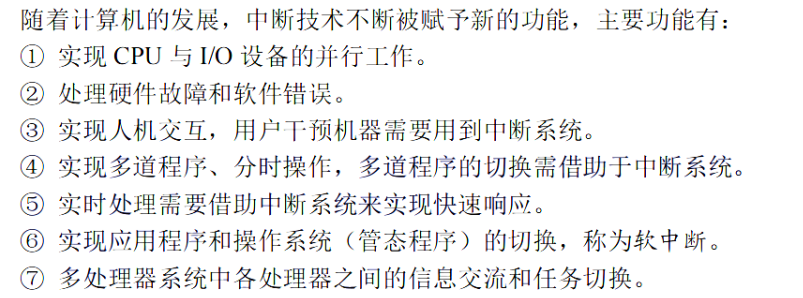 随着计算机的发展，中断技术不断被赋予新的功能，主要功能有：
① 实现 CPU 与 I/O 设备的并行工作。
② 处理硬件故障和软件错误。
③ 实现人机交互，用户干预机器需要用到中断系统。
④ 实现多道程序、分时操作，多道程序的切换需借助于中断系统。
⑤ 实时处理需要借助中断系统来实现快速响应。
⑥ 实现应用程序和操作系统（管态程序）的切换，称为软中断。
⑦ 多处理器系统中各处理器之间的信息交流和任务切换。